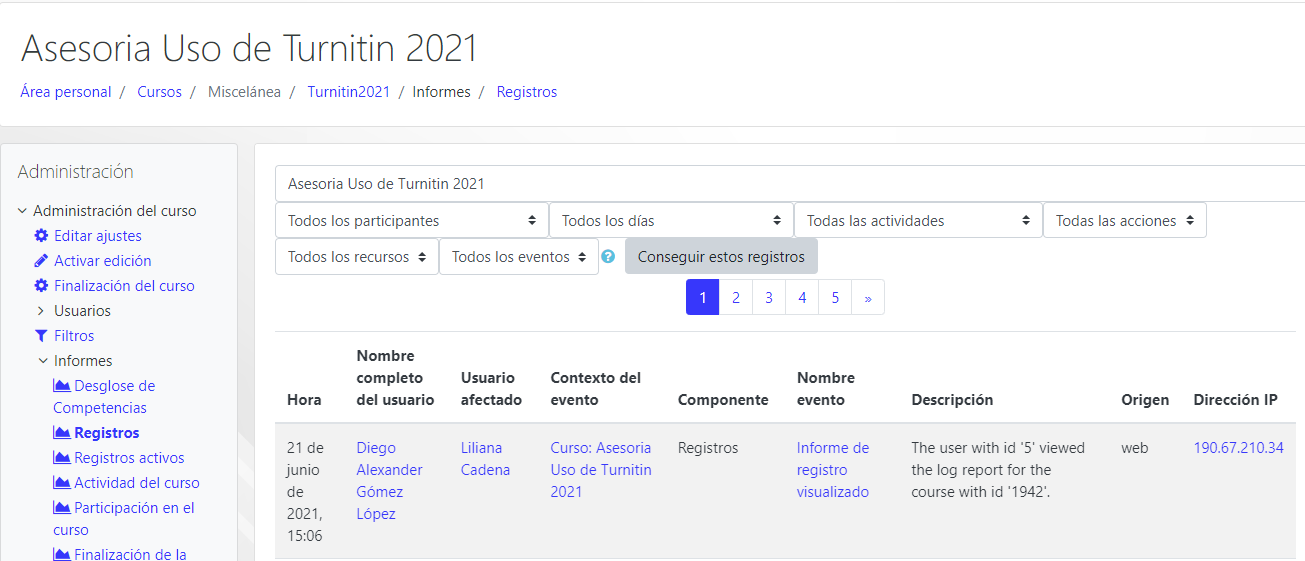 Asesoria Uso de Turnitin 2021
Área personal / Cursos / Miscelánea / Turnitin2021 / Informes / Registros
Administración
Administración del curso
Editar ajustes
Activar edición
Finalización del curso
Usuarios
Filtros
Informes
Desglose de
Competencias
Registros
Registros activos
Actividad del curso
Participación en el
curso
Finalización de la
Asesoria Uso de Turnitin 2021
Todos los participantes Todos los días Todas las actividades Todas las acciones
Todos los recursos Todos los eventos ? Conseguir estos registros
1 2 3 4 5 »
Hora
Nombre
completo
del usuario
Usuario
afectado
Contexto del
evento
Componente
Nombre
evento
Descripción
Origen
Dirección IP
21 de
junio
de
2021,
15:06
Diego
Alexander
Gómez
López
Liliana
Cadena
Curso: Asesoria
Uso de Turnitin
2021
Registros
Informe de
registro
visualizado
The user with id '5' viewed
the log report for the
course with id '1942'.
web
190.67.210.34